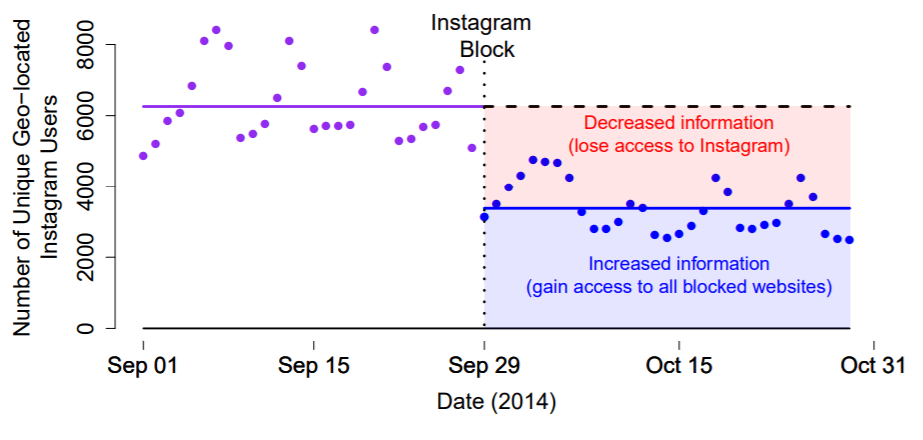 Instagram
Block
Number of Unique Geo−located
Instagram Users
8000
6000
4000
2000
0
Decreased information
(lose access to Instagram)
Increased information
(gain access to all blocked websites)
Sep 01
Sep 15
Sep 29
Oct 15
Oct 31
Date (2014)